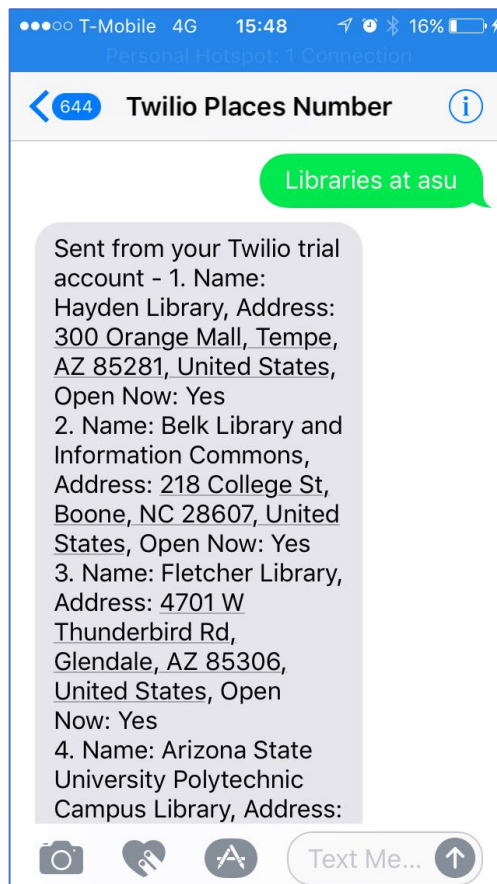 T-Mobile 4G 15:48 16%
Personal Hotspot: 1 Connection
644 Twilio Places Number i
Libraries at asu
Sent from your Twilio trial
account - 1. Name:
Hayden Library, Address:
300 Orange Mall, Tempe,
AZ 85281, United States,
Open Now: Yes
2. Name: Belk Library and
Information Commons,
Address: 218 College St,
Boone, NC 28607, United
States, Open Now: Yes
3. Name: Fletcher Library,
Address: 4701 W
Thunderbird Rd,
Glendale, AZ 85306,
United States, Open
Now: Yes
4. Name: Arizona State
University Polytechnic
Campus Library, Address:
Text Me...